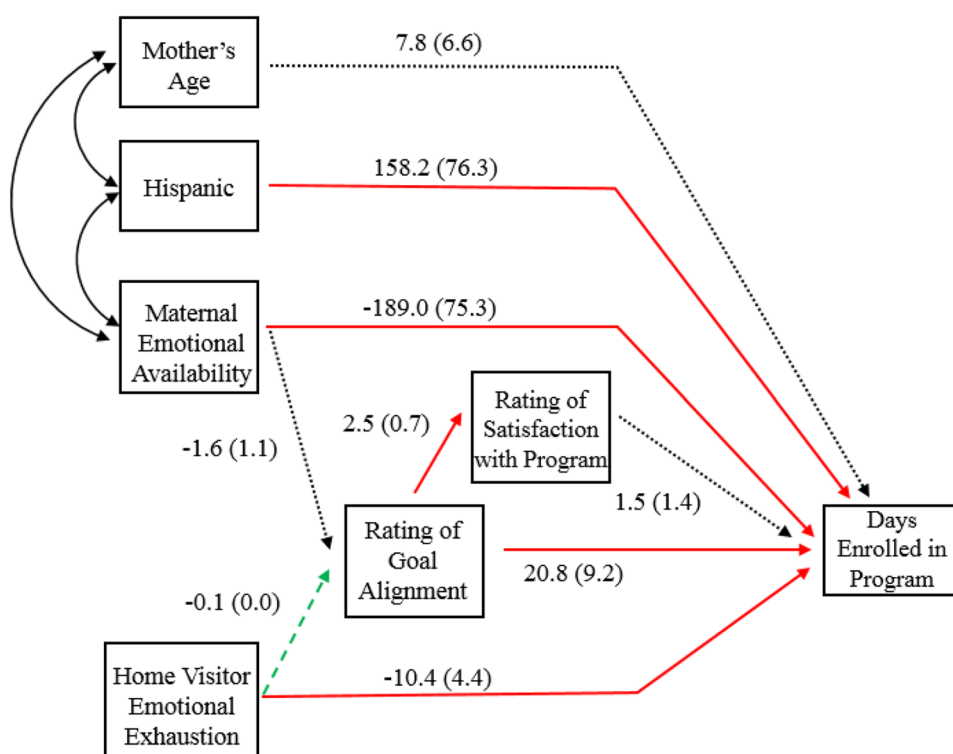 Mother's
Age
7.8 (6.6)
Hispanic
158.2 (76.3)
Maternal
Emotional
Availability
-189.0 (75.3)
-1.6 (1.1)
2.5 (0.7)
Rating of
Satisfaction
with Program
1.5 (1.4)
Rating of
Goal
Alignment
20.8 (9.2)
Days
Enrolled in
Program
-0.1 (0.0)
Home Visitor
Emotional
Exhaustion
-10.4 (4.4)